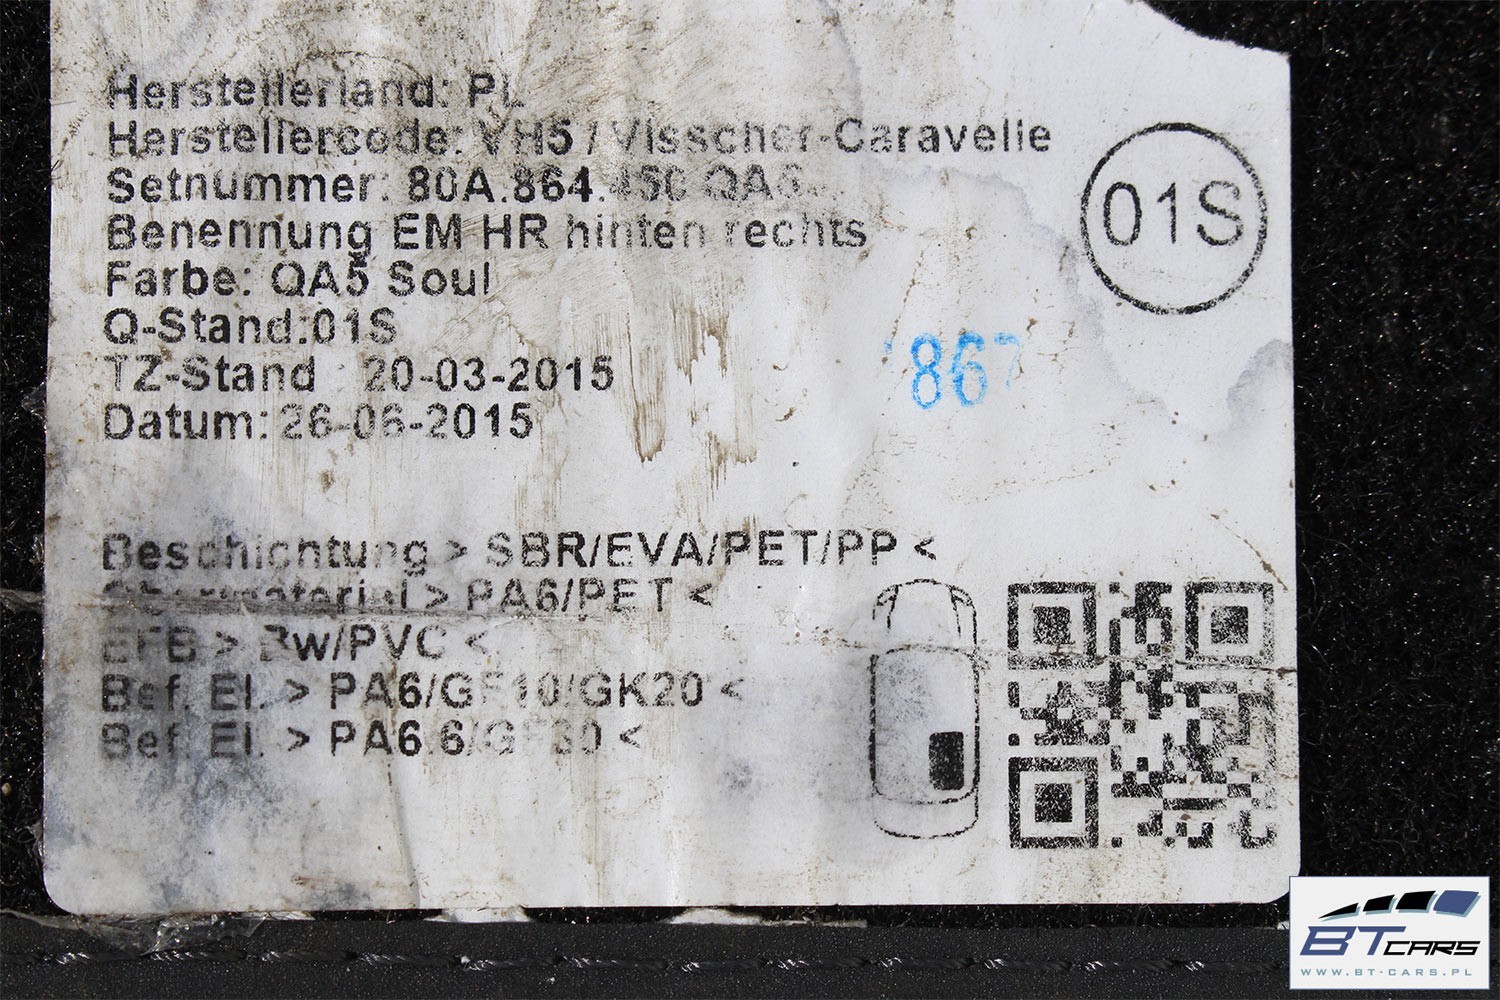 Herstellerland: PL
Herstellercode: VH5 / Visscher-Caravelle
Setnummer: 80A.864.450 QA5
Benennung EM HR hinten rechts
Farbe: QA5 Soul
Q-Stand:01S
TZ-Stand : 20-03-2015
Datum: 26-06-2015
01S
867
Beschichtung > SBR/EVA/PET/PP <
Obermaterial > PA6/PET <
EFB > Bw/PVC <
Bef. El. > PA6/GF10/GK20 <
Bef. El. > PA6.6/GF30 <
BT CARS
WWW.BT-CARS.PL